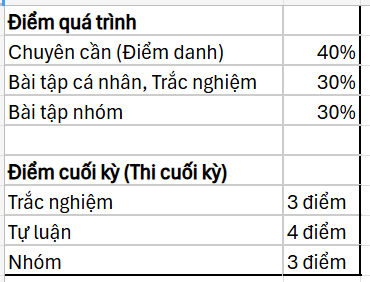 Điểm quá trình
Chuyên cần (Điểm danh) 40%
Bài tập cá nhân, Trắc nghiệm 30%
Bài tập nhóm 30%
Điểm cuối kỳ (Thi cuối kỳ)
Trắc nghiệm 3 điểm
Tự luận 4 điểm
Nhóm 3 điểm